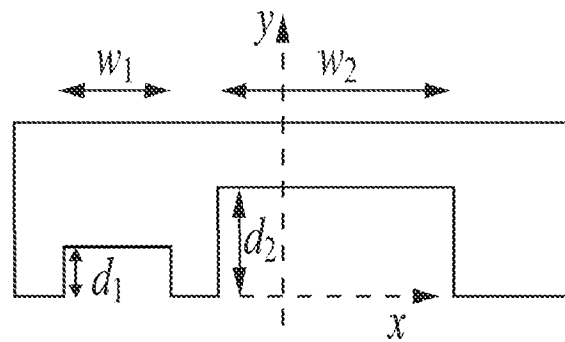 y
w₁ w₂
d₁ d₂
x